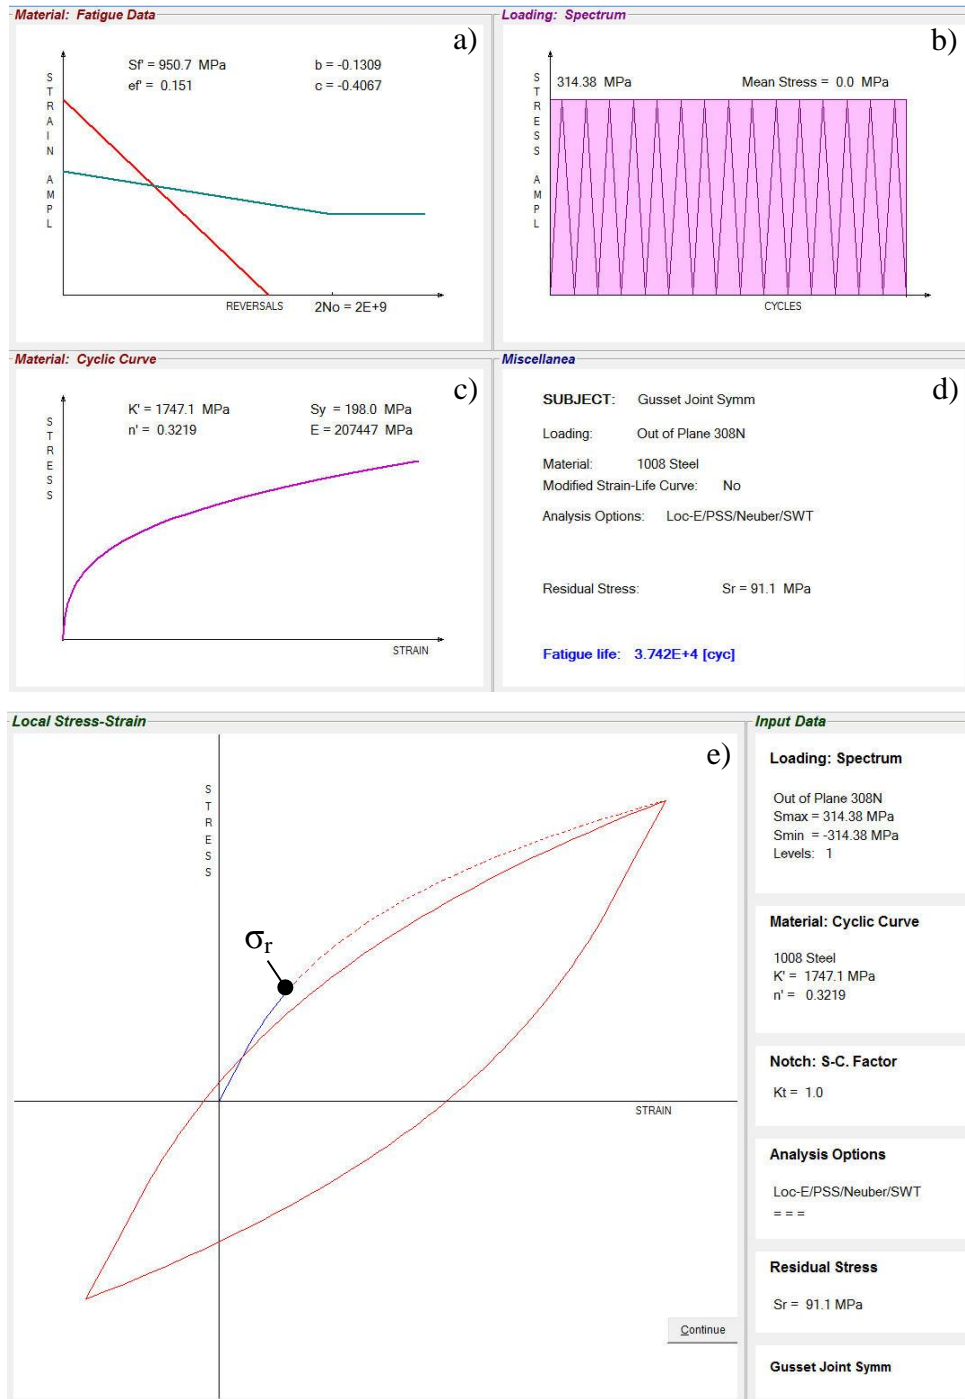 Material: Fatigue Data
a)
Sf' = 950.7 MPa b = -0.1309
ef' = 0.151 c = -0.4067
STRAIN AMPL
REVERSALS 2No = 2E+9
Loading: Spectrum
b)
314.38 MPa Mean Stress = 0.0 MPa
STRESS AMPL
CYCLES
Material: Cyclic Curve
c)
K' = 1747.1 MPa Sy = 198.0 MPa
n' = 0.3219 E = 207447 MPa
STRESS
STRAIN
Miscellanea
d)
SUBJECT: Gusset Joint Symm
Loading: Out of Plane 308N
Material: 1008 Steel
Modified Strain-Life Curve: No
Analysis Options: Loc-E/PSS/Neuber/SWT
Residual Stress: Sr = 91.1 MPa
Fatigue life: 3.742E+4 [cyc]
Local Stress-Strain
e)
STRESS
σr
STRAIN
Continue
Input Data
Loading: Spectrum
Out of Plane 308N
Smax = 314.38 MPa
Smin = -314.38 MPa
Levels: 1
Material: Cyclic Curve
1008 Steel
K' = 1747.1 MPa
n' = 0.3219
Notch: S-C. Factor
Kt = 1.0
Analysis Options
Loc-E/PSS/Neuber/SWT
= = =
Residual Stress
Sr = 91.1 MPa
Gusset Joint Symm